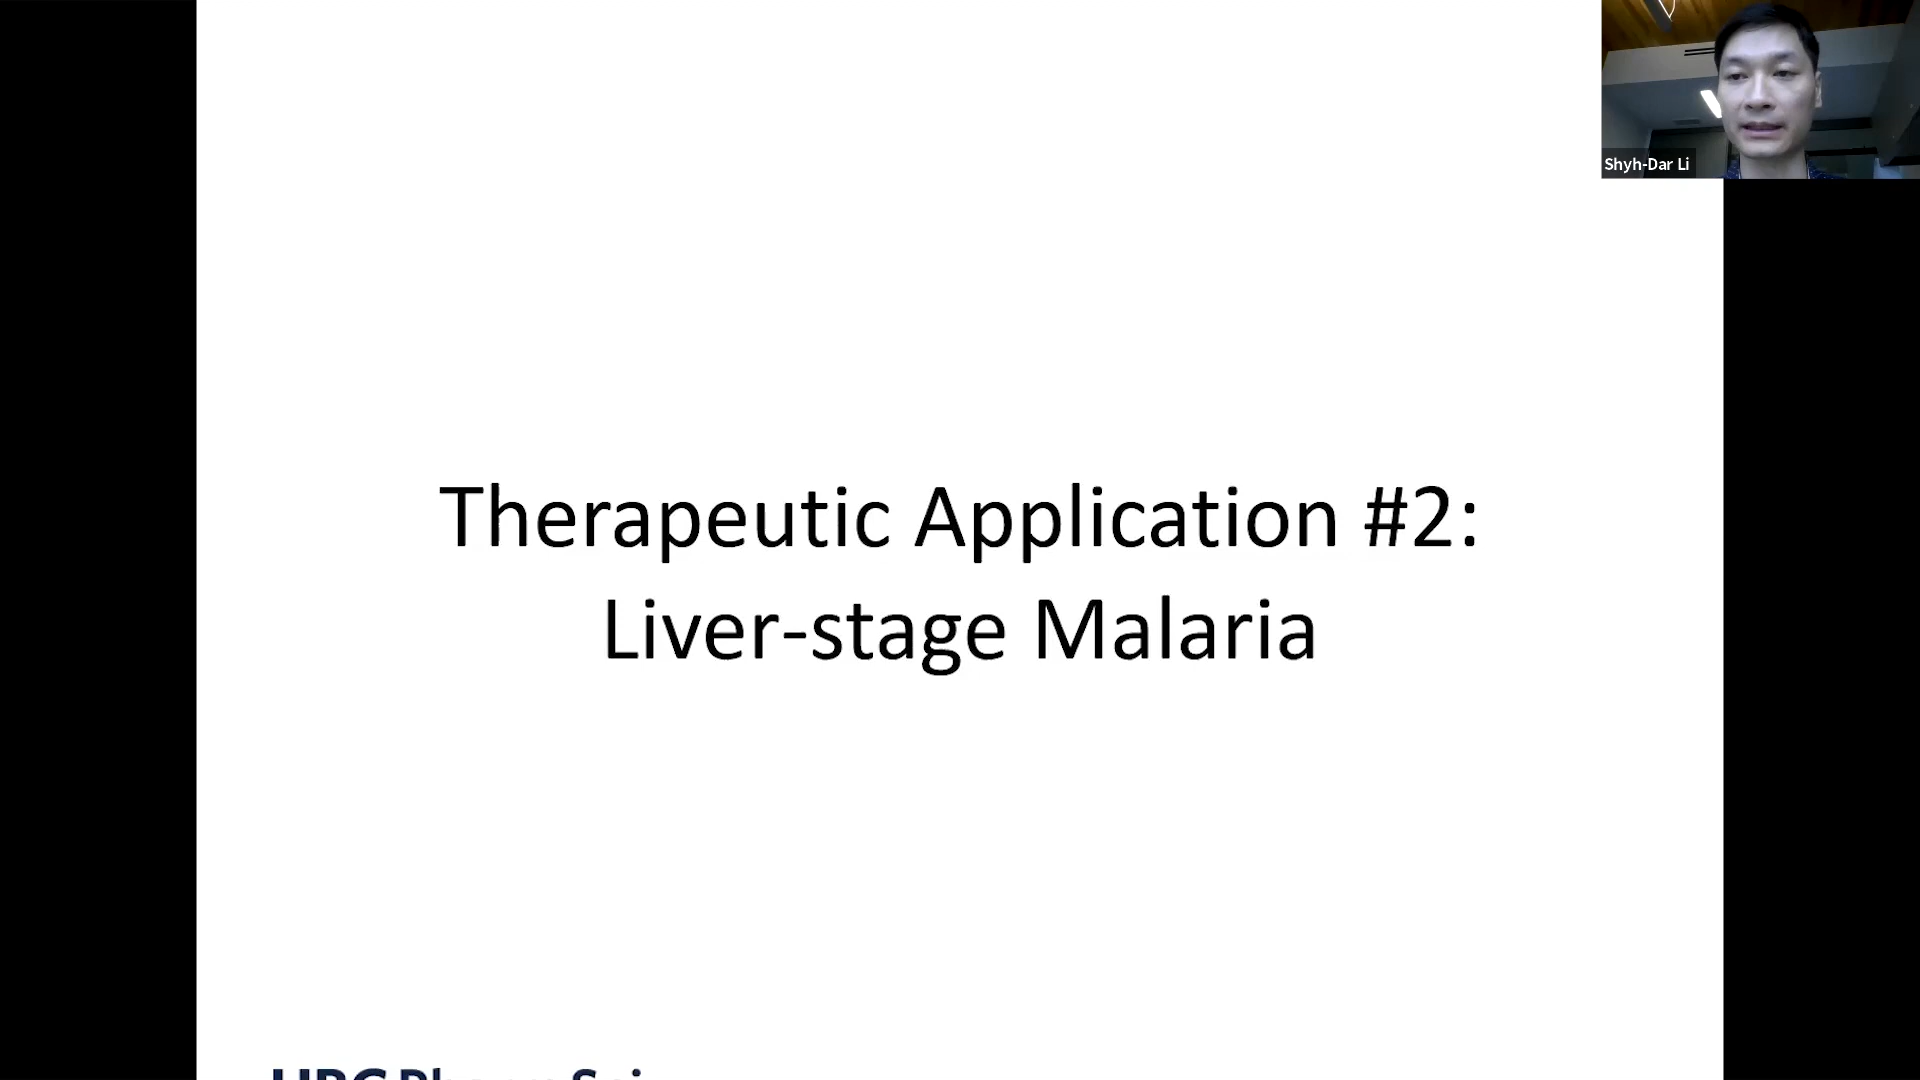 Shyh-Dar Li
Therapeutic Application #2:
Liver-stage Malaria
UBC Pharm Sci